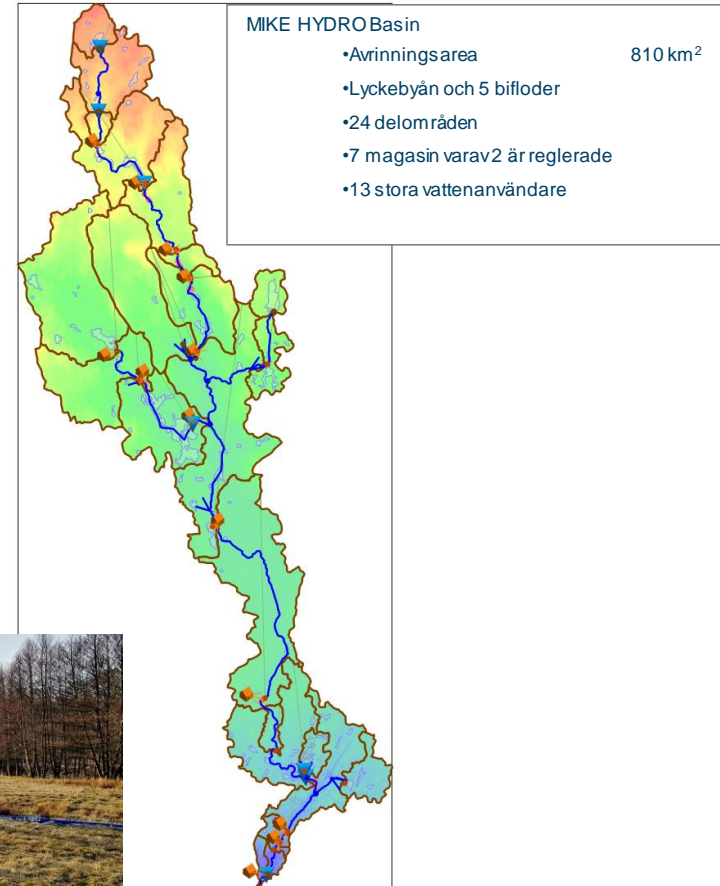 MIKE HYDRO Basin
•Avrinningsarea 810 km²
•Lyckebyån och 5 bifloder
•24 delområden
•7 magasin varav 2 är reglerade
•13 stora vattenanvändare